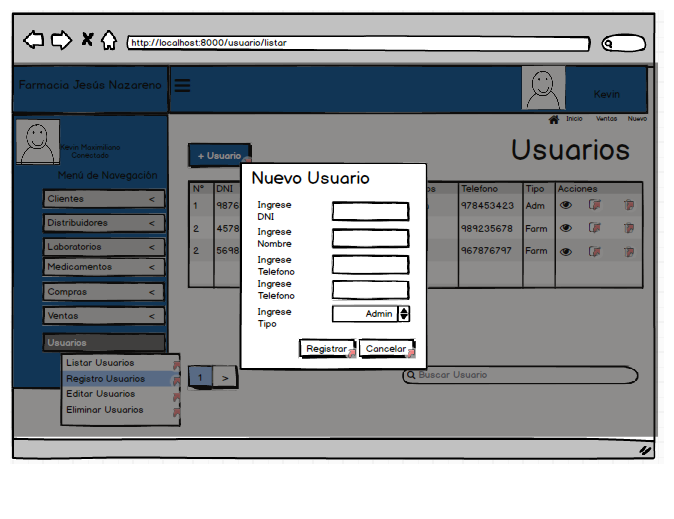 http://localhost:8000/usuario/listar
Farmacia Jesús Nazareno
Kevin
Inicio Ventas Nuevo
Kevin Maximiliano
Conectado
Menú de Navegación
Clientes <
Distribuidores <
Laboratorios <
Medicamentos <
Compras <
Ventas <
Usuarios
Listar Usuarios
Registro Usuarios
Editar Usuarios
Eliminar Usuarios
+ Usuario
Usuarios
N° DNI Telefono Tipo Acciones
1 9876 978453423 Adm
2 4578 989235678 Farm
2 5698 967876797 Farm
Nuevo Usuario
Ingrese
DNI
Ingrese
Nombre
Ingrese
Telefono
Ingrese
Telefono
Ingrese
Tipo
Admin
Registrar Cancelar
1 >
Buscar Usuario